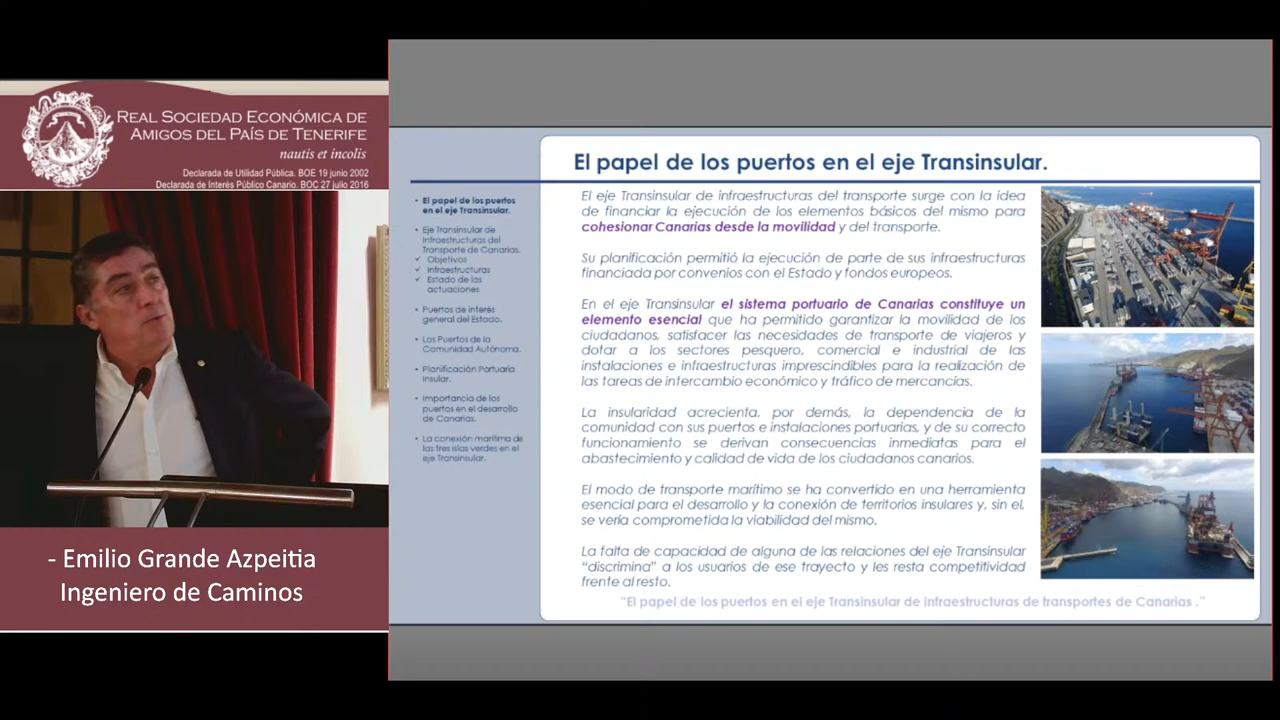 REAL SOCIEDAD ECONÓMICA DE
AMIGOS DEL PAÍS DE TENERIFE
nautis et incolis
Declarada de Utilidad Pública. BOE 19 junio 2002
Declarada de Interés Público Canario. BOC 27 julio 2016
- Emilio Grande Azpeitia
Ingeniero de Caminos
El papel de los puertos en el eje Transinsular.
• El papel de los puertos
en el eje Transinsular.
• Eje Transinsular de
Infraestructuras del
Transporte de Canarias.
✓ Objetivos
✓ Infraestructuras
✓ Estado de las
actuaciones
• Puertos de interés
general del Estado.
• Los Puertos de la
Comunidad Autónoma.
• Planificación Portuaria
Insular.
• Importancia de los
puertos en el desarrollo
de Canarias.
• La conexión marítima de
las tres islas verdes en el
eje Transinsular.
El eje Transinsular de infraestructuras del transporte surge con la idea
de financiar la ejecución de los elementos básicos del mismo para
cohesionar Canarias desde la movilidad y del transporte.
Su planificación permitió la ejecución de parte de sus infraestructuras
financiada por convenios con el Estado y fondos europeos.
En el eje Transinsular el sistema portuario de Canarias constituye un
elemento esencial que ha permitido garantizar la movilidad de los
ciudadanos, satisfacer las necesidades de transporte de viajeros y
dotar a los sectores pesquero, comercial e industrial de las
instalaciones e infraestructuras imprescindibles para la realización de
las tareas de intercambio económico y tráfico de mercancías.
La insularidad acrecienta, por demás, la dependencia de la
comunidad con sus puertos e instalaciones portuarias, y de su correcto
funcionamiento se derivan consecuencias inmediatas para el
abastecimiento y calidad de vida de los ciudadanos canarios.
El modo de transporte marítimo se ha convertido en una herramienta
esencial para el desarrollo y la conexión de territorios insulares y, sin el,
se vería comprometida la viabilidad del mismo.
La falta de capacidad de alguna de las relaciones del eje Transinsular
“discrimina” a los usuarios de ese trayecto y les resta competitividad
frente al resto.
“El papel de los puertos en el eje Transinsular de infraestructuras de transportes de Canarias .”